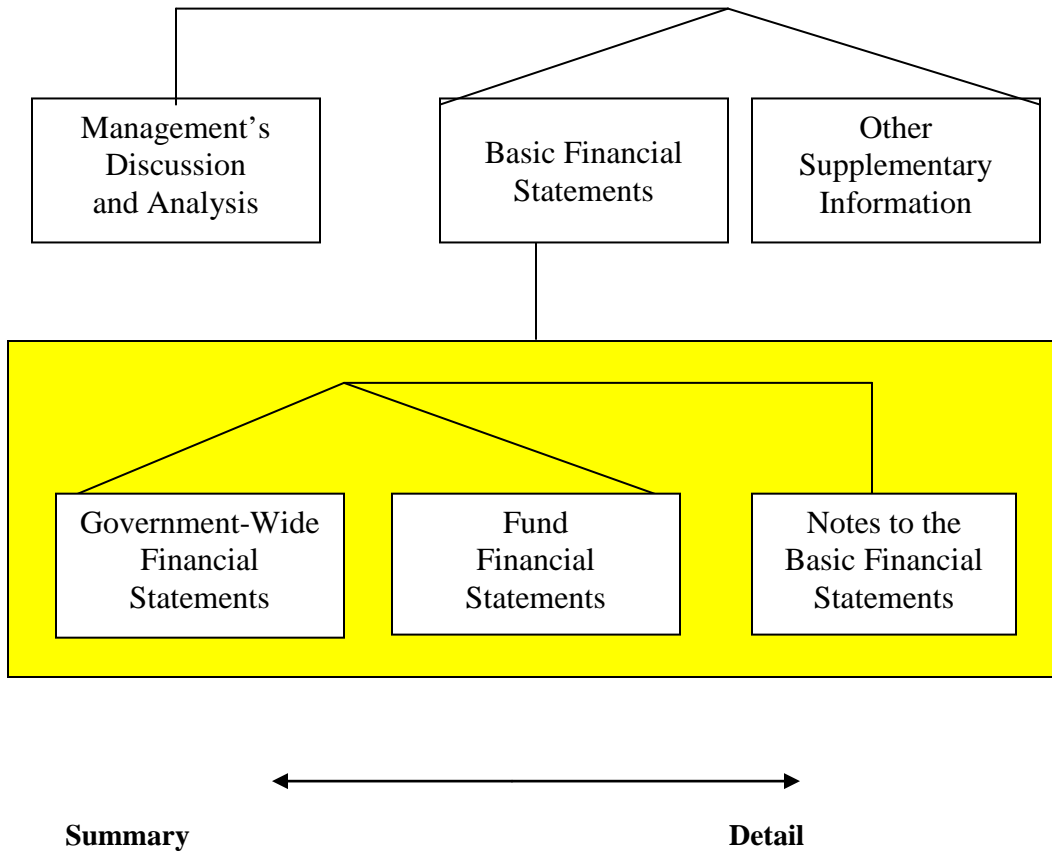 Management’s
Discussion
and Analysis
Basic Financial
Statements
Other
Supplementary
Information
Government-Wide
Financial
Statements
Fund
Financial
Statements
Notes to the
Basic Financial
Statements
Summary
Detail